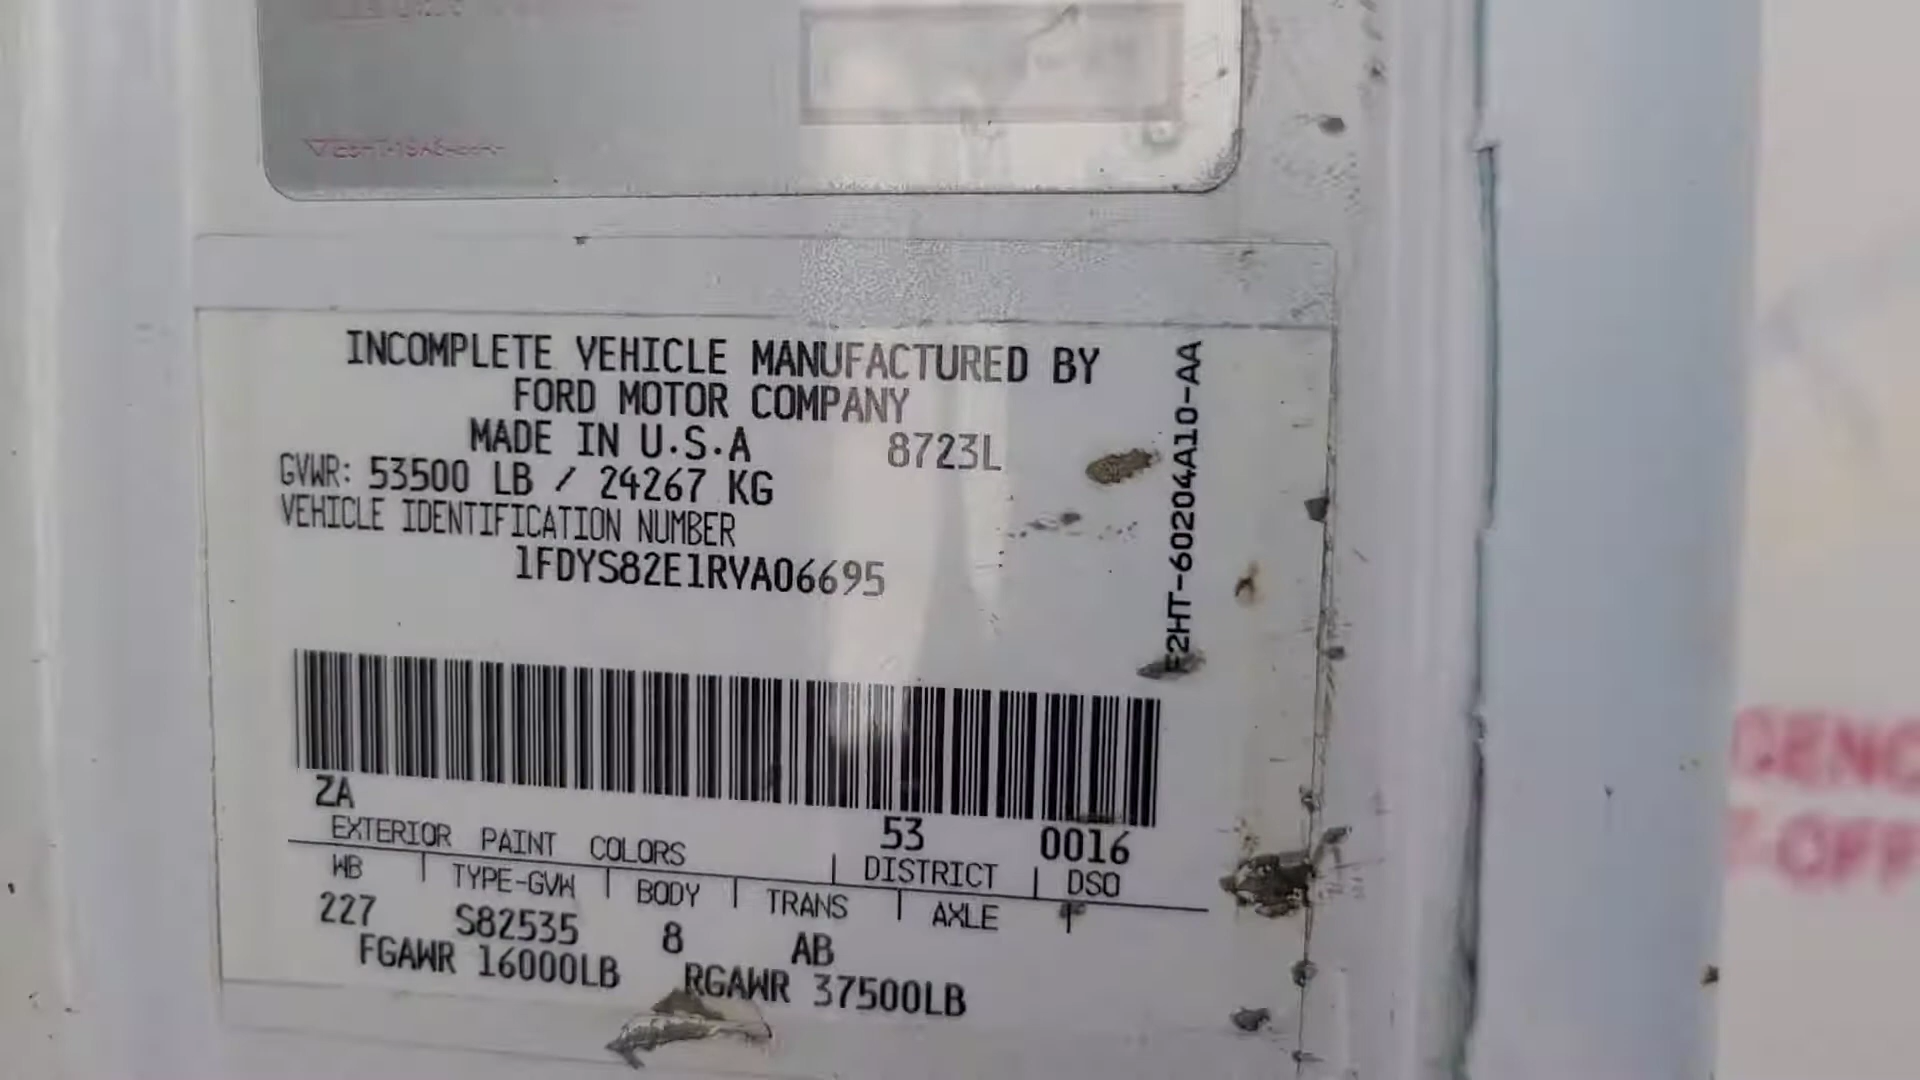 INCOMPLETE VEHICLE MANUFACTURED BY
FORD MOTOR COMPANY
MADE IN U.S.A 8723L
GVWR: 53500 LB / 24267 KG
VEHICLE IDENTIFICATION NUMBER
1FDYS82E1RVA06695
F2HT-60204A10-AA
ZA 53 0016
EXTERIOR PAINT COLORS DISTRICT DSO
WB TYPE-GVW BODY TRANS AXLE
227 S82535 8 AB
FGAWR 16000LB RGAWR 37500LB